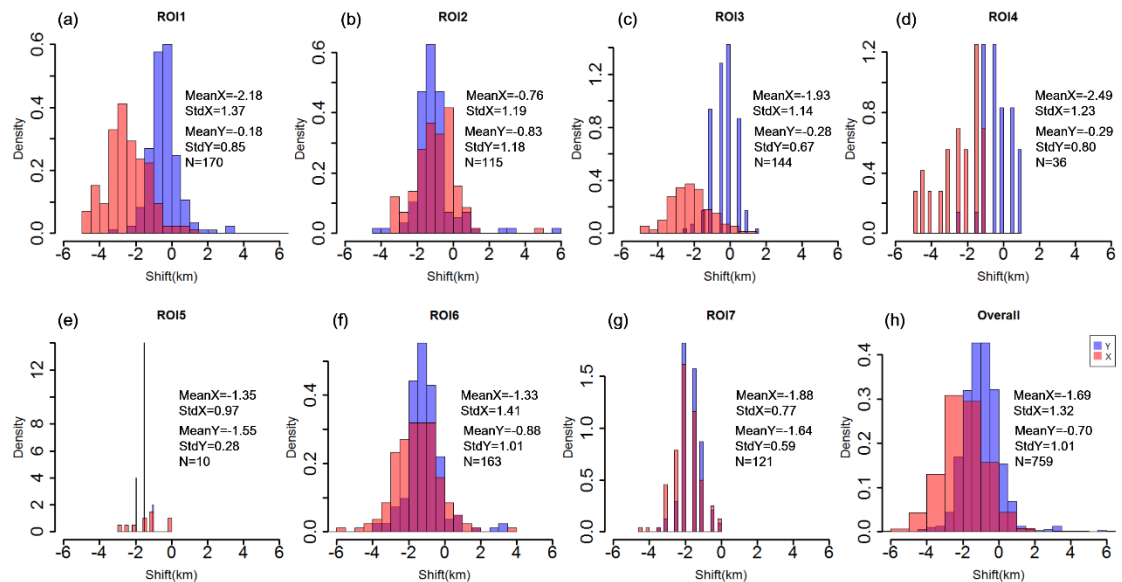 (a) ROI1
0.6
0.4
0.2
0.0
Density
MeanX=-2.18
StdX=1.37
MeanY=-0.18
StdY=0.85
N=170
-6 -4 -2 0 2 4 6
Shift(km)
(b) ROI2
0.6
0.4
0.2
0.0
Density
MeanX=-0.76
StdX=1.19
MeanY=-0.83
StdY=1.18
N=115
-6 -4 -2 0 2 4 6
Shift(km)
(c) ROI3
1.2
0.8
0.4
0.0
Density
MeanX=-1.93
StdX=1.14
MeanY=-0.28
StdY=0.67
N=144
-6 -4 -2 0 2 4 6
Shift(km)
(d) ROI4
1.2
0.8
0.4
0.0
Density
MeanX=-2.49
StdX=1.23
MeanY=-0.29
StdY=0.80
N=36
-6 -4 -2 0 2 4 6
Shift(km)
(e) ROI5
12
8
6
4
2
0
Density
MeanX=-1.35
StdX=0.97
MeanY=-1.55
StdY=0.28
N=10
-6 -4 -2 0 2 4 6
Shift(km)
(f) ROI6
0.4
0.2
0.0
Density
MeanX=-1.33
StdX=1.41
MeanY=-0.88
StdY=1.01
N=163
-6 -4 -2 0 2 4 6
Shift(km)
(g) ROI7
1.5
1.0
0.5
0.0
Density
MeanX=-1.88
StdX=0.77
MeanY=-1.64
StdY=0.59
N=121
-6 -4 -2 0 2 4 6
Shift(km)
(h) Overall
0.4
0.3
0.2
0.1
0.0
Density
Y
X
MeanX=-1.69
StdX=1.32
MeanY=-0.70
StdY=1.01
N=759
-6 -4 -2 0 2 4 6
Shift(km)